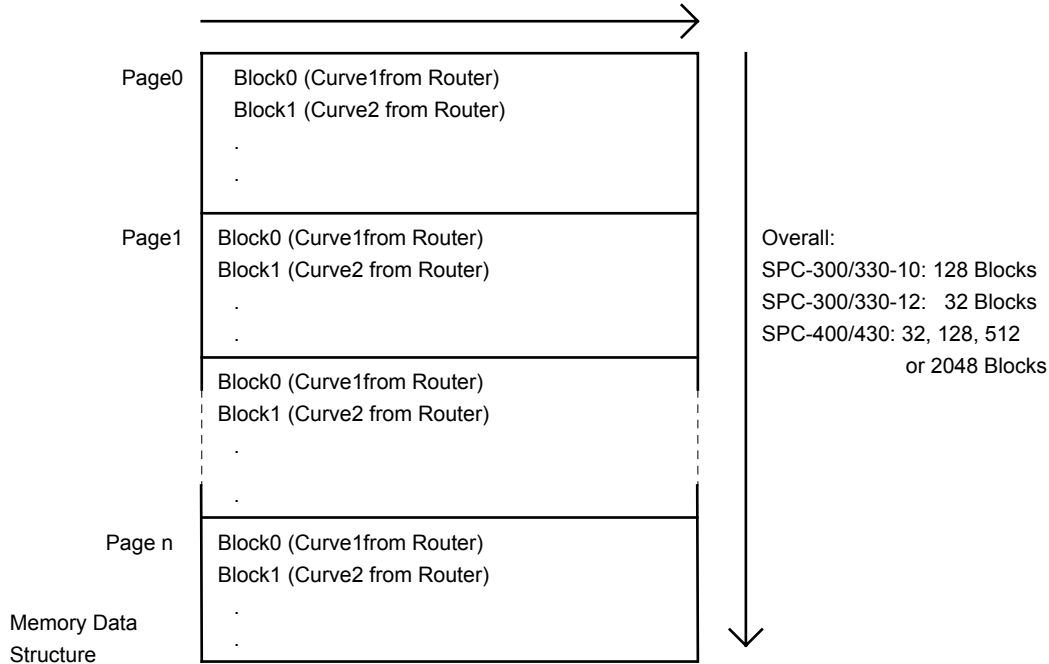 Page0
Block0 (Curve1from Router)
Block1 (Curve2 from Router)
.
.
Page1
Block0 (Curve1from Router)
Block1 (Curve2 from Router)
.
.
Overall:
SPC-300/330-10: 128 Blocks
SPC-300/330-12: 32 Blocks
SPC-400/430: 32, 128, 512
or 2048 Blocks
Block0 (Curve1from Router)
Block1 (Curve2 from Router)
.
.
Page n
Block0 (Curve1from Router)
Block1 (Curve2 from Router)
.
.
Memory Data
Structure